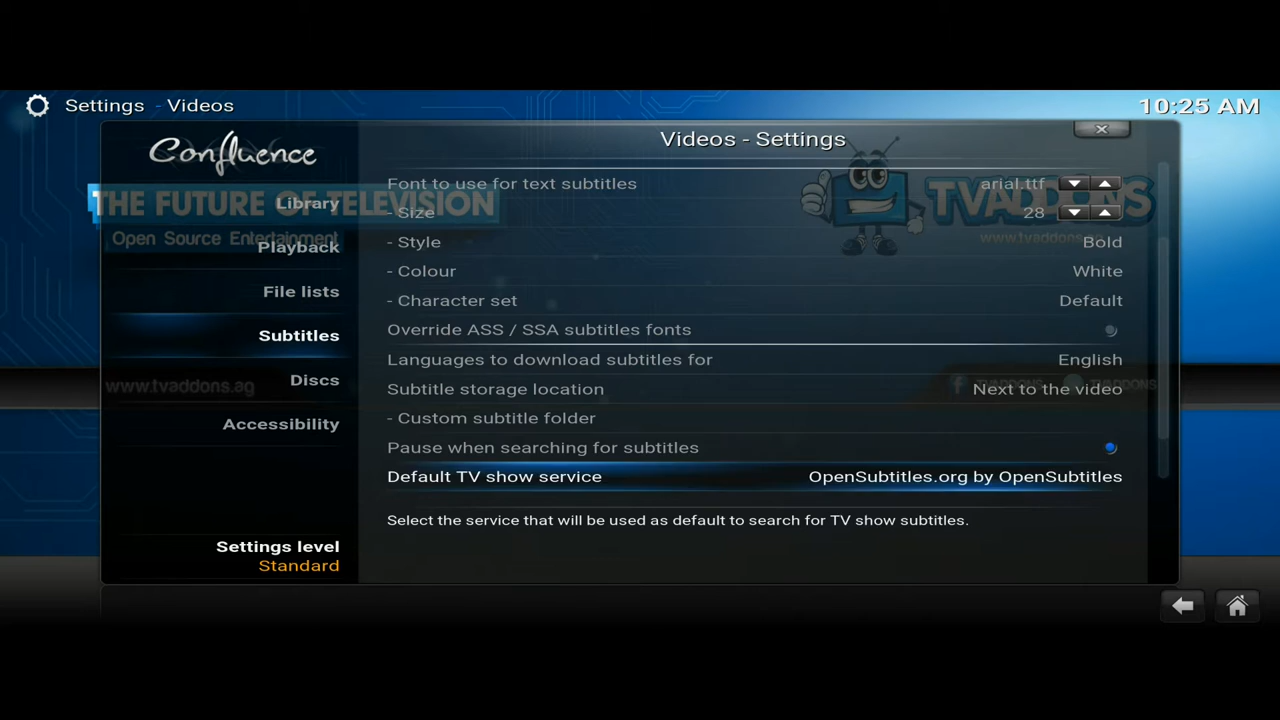 Settings - Videos
10:25 AM
Confluence
Videos - Settings
THE FUTURE OF TELEVISION
Open Source Entertainment
TVADDONS
www.tvaddons.ag
Library
Playback
File lists
Subtitles
Discs
Accessibility
www.tvaddons.ag
Settings level
Standard
Font to use for text subtitles arial.ttf
- Size 28
- Style Bold
- Colour White
- Character set Default
Override ASS / SSA subtitles fonts
Languages to download subtitles for English
TVADDONS TVADDONS
Subtitle storage location Next to the video
- Custom subtitle folder
Pause when searching for subtitles
Default TV show service OpenSubtitles.org by OpenSubtitles
Select the service that will be used as default to search for TV show subtitles.